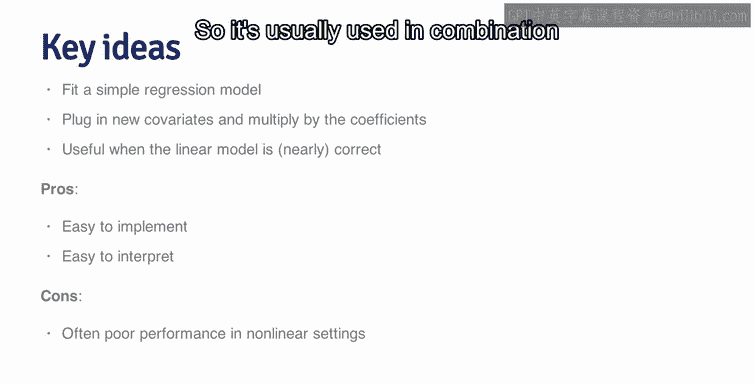 So it's usually used in combination
Key ideas
· Fit a simple regression model
· Plug in new covariates and multiply by the coefficients
· Useful when the linear model is (nearly) correct
Pros:
· Easy to implement
· Easy to interpret
Cons:
· Often poor performance in nonlinear settings